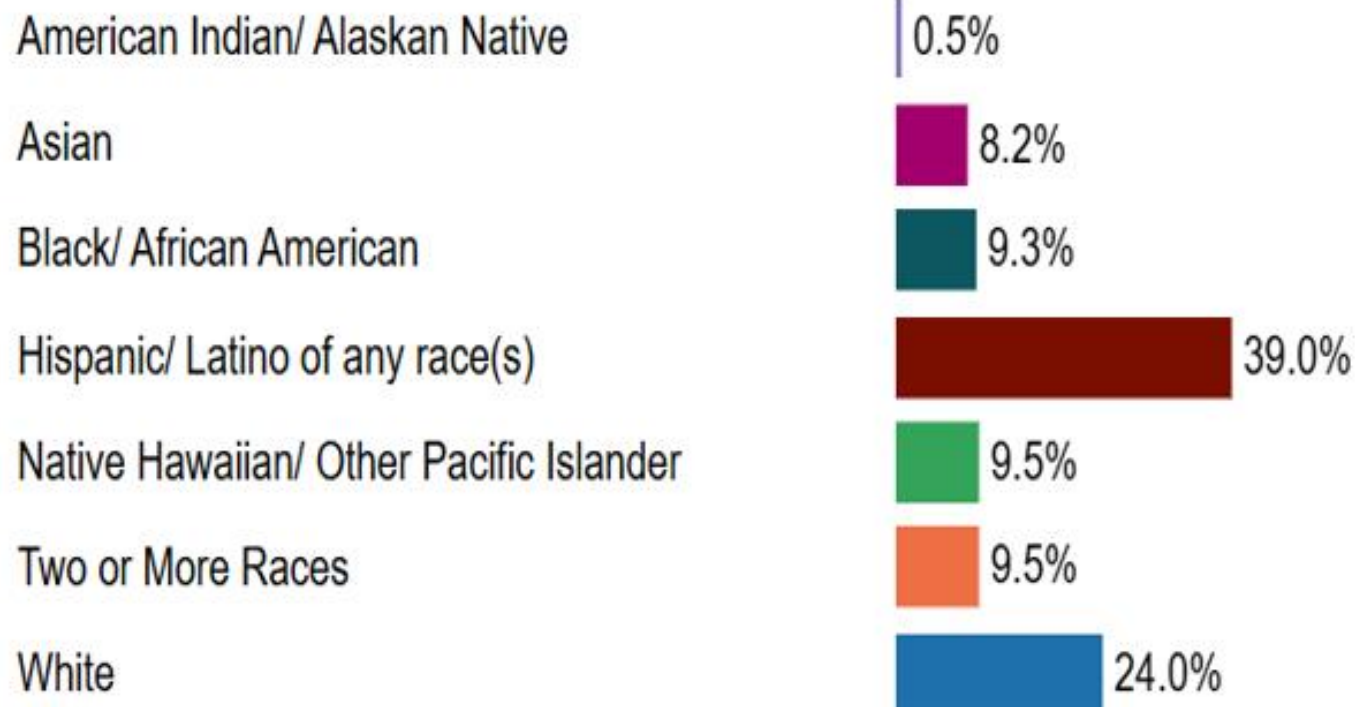 American Indian/ Alaskan Native 0.5%
Asian 8.2%
Black/ African American 9.3%
Hispanic/ Latino of any race(s) 39.0%
Native Hawaiian/ Other Pacific Islander 9.5%
Two or More Races 9.5%
White 24.0%